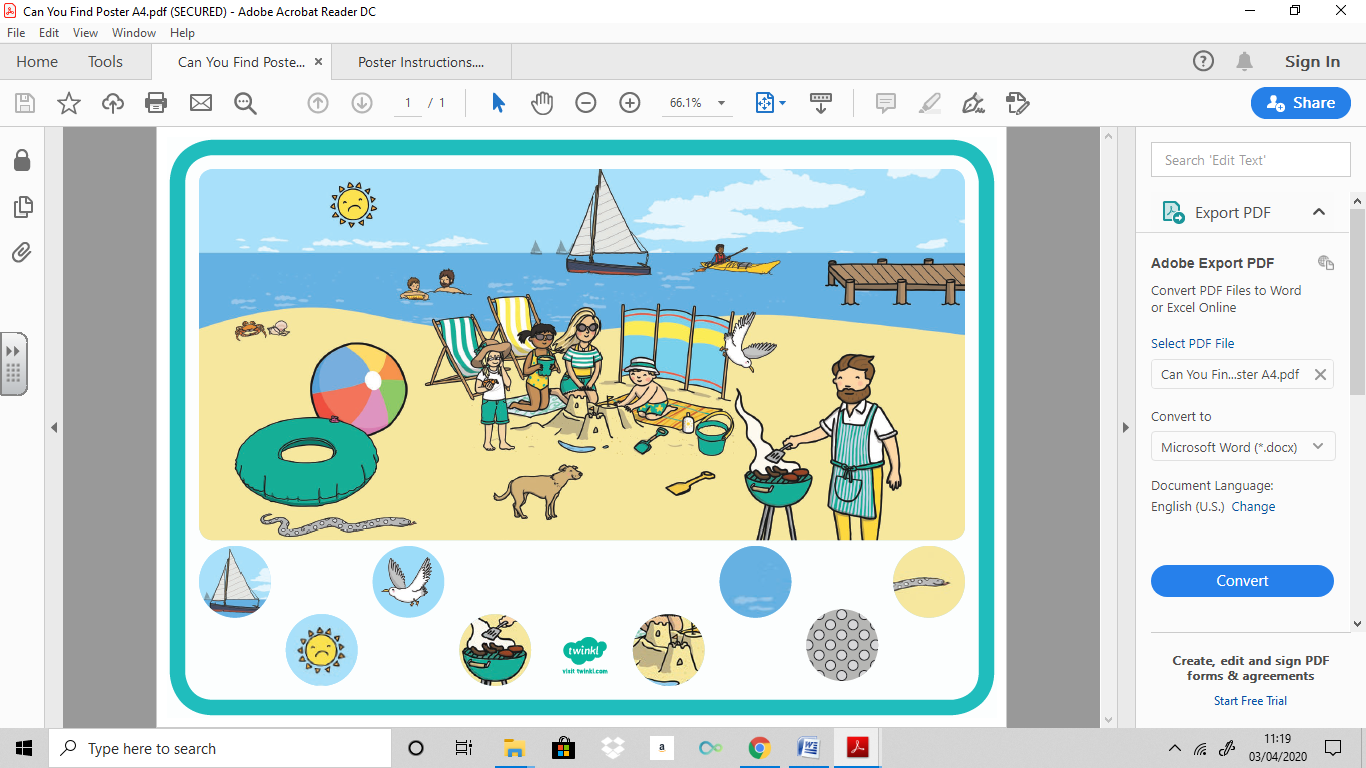 Can You Find Poster A4.pdf (SECURED) - Adobe Acrobat Reader DC
File Edit View Window Help
Home Tools Can You Find Poste... × Poster Instructions.... Sign In
1 / 1 66.1% Share
Search 'Edit Text'
Export PDF
Adobe Export PDF
Convert PDF Files to Word
or Excel Online
Select PDF File
Can You Fin...ster A4.pdf
Convert to
Microsoft Word (*.docx)
Document Language:
English (U.S.) Change
Convert
Create, edit and sign PDF
forms & agreements
Start Free Trial
twinkl
visit twinkl.com
Type here to search
a
W
11:19
03/04/2020